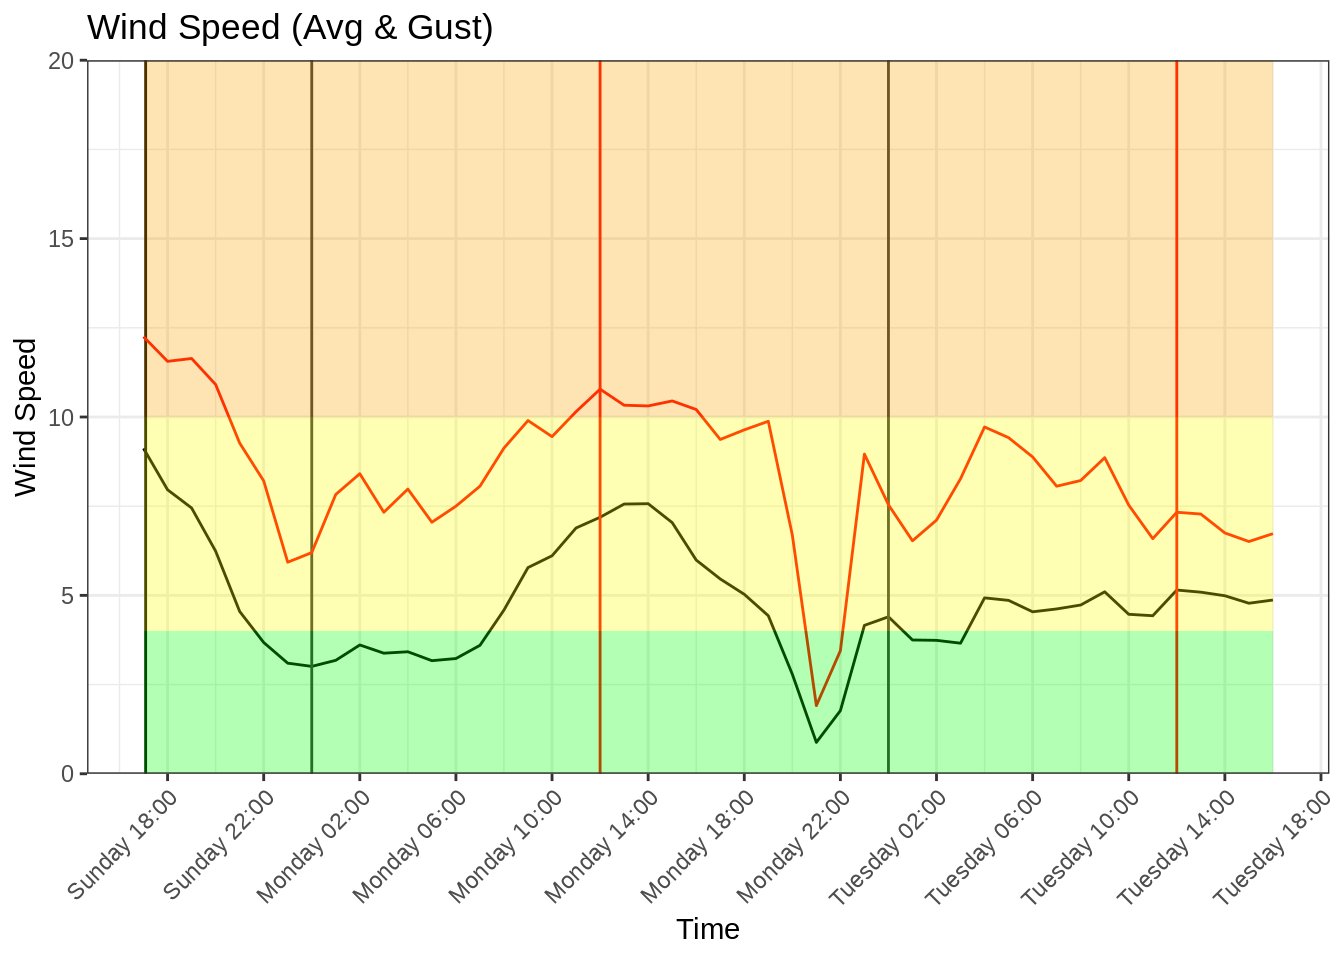 Wind Speed (Avg & Gust)
20
15
10
5
0
Wind Speed
Sunday 18:00
Sunday 22:00
Monday 02:00
Monday 06:00
Monday 10:00
Monday 14:00
Monday 18:00
Monday 22:00
Tuesday 02:00
Tuesday 06:00
Tuesday 10:00
Tuesday 14:00
Tuesday 18:00
Time